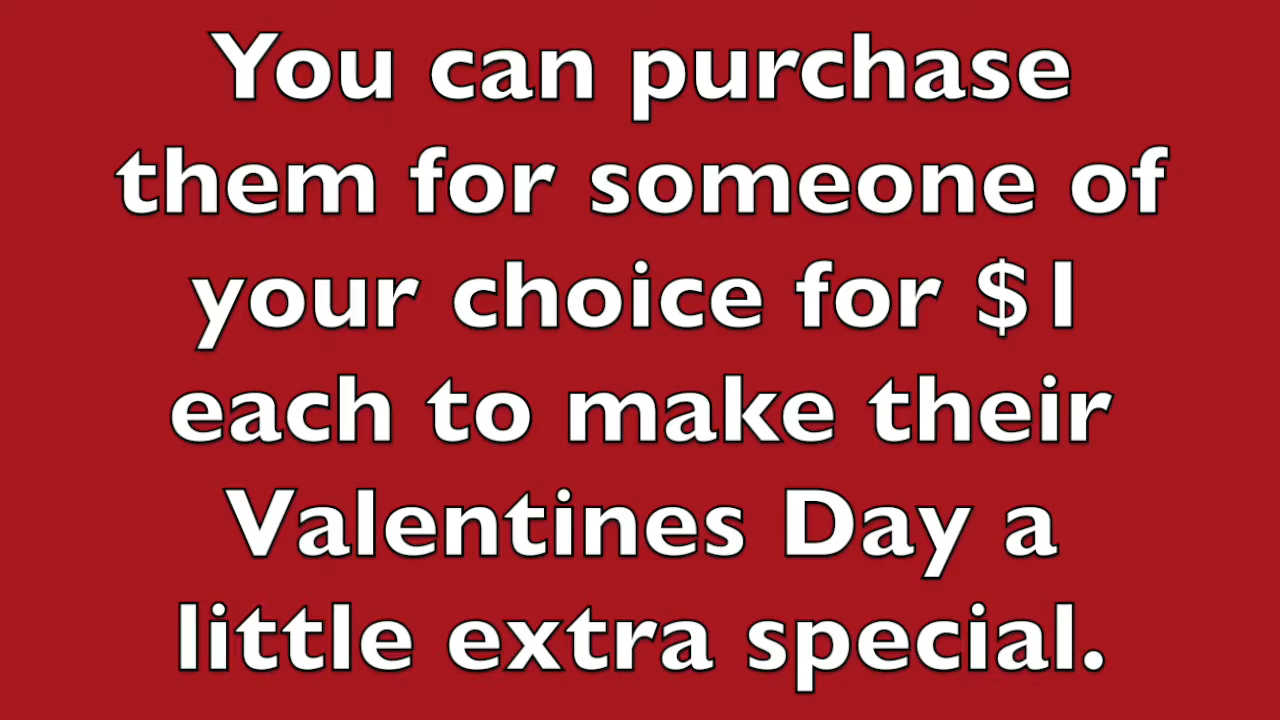 You can purchase
them for someone of
your choice for $1
each to make their
Valentines Day a
little extra special.